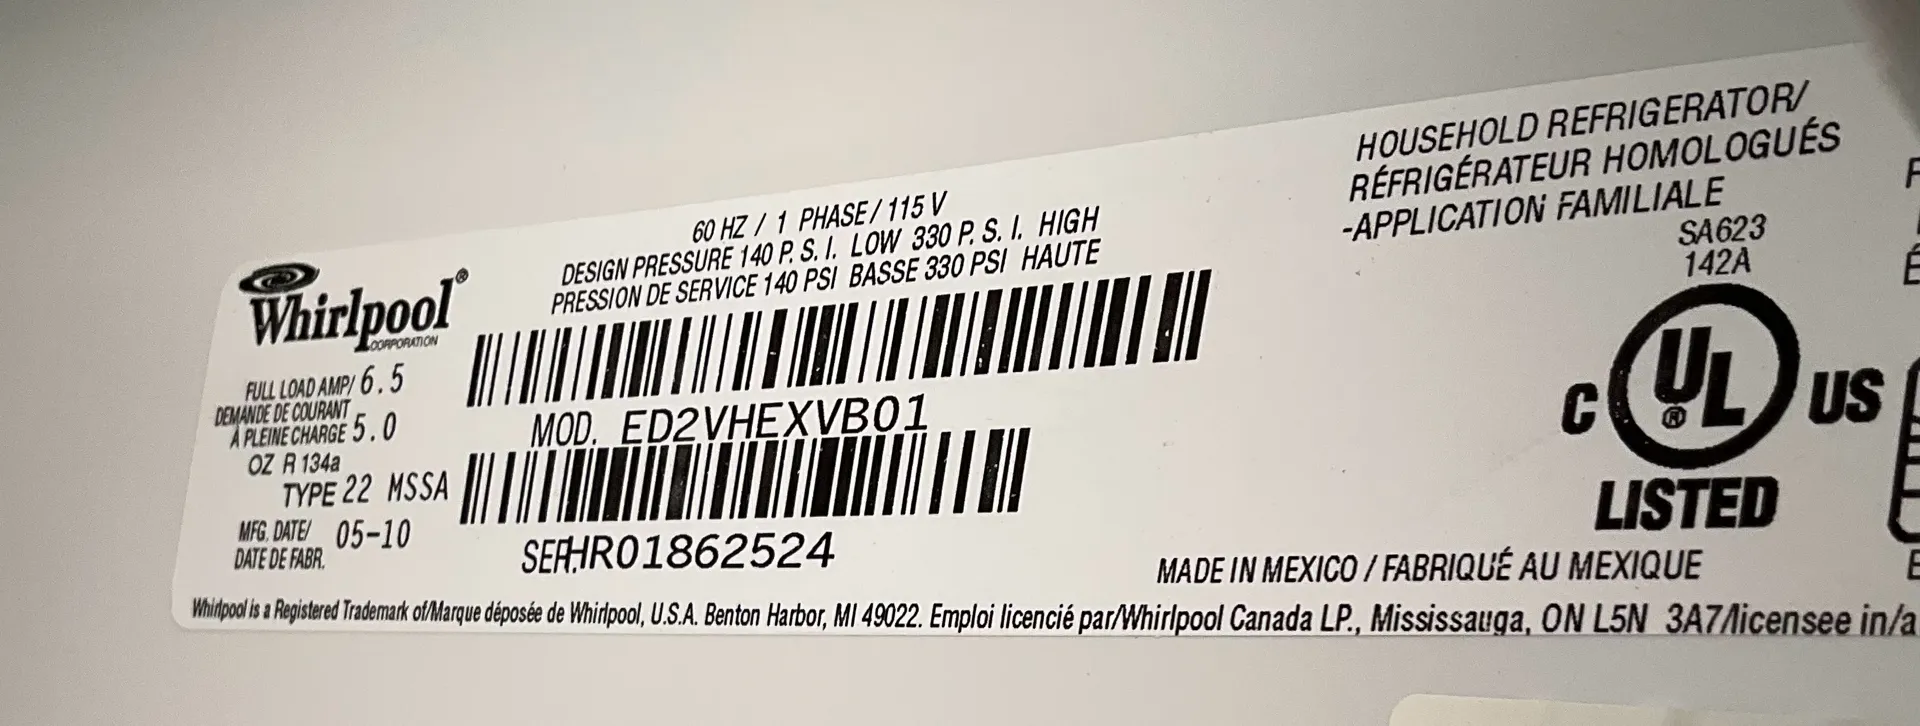 Whirlpool®
CORPORATION
60 HZ / 1 PHASE / 115 V
DESIGN PRESSURE 140 P. S. I. LOW 330 P. S. I. HIGH
PRESSION DE SERVICE 140 PSI BASSE 330 PSI HAUTE
FULL LOAD AMP/ 6.5
DEMANDE DE COURANT
À PLEINE CHARGE 5.0
OZ R 134a
TYPE 22 MSSA
MFG. DATE/ 05-10
DATE DE FABR.
MOD. ED2VHEXVB01
SER. HR01862524
HOUSEHOLD REFRIGERATOR/
RÉFRIGÉRATEUR HOMOLOGUÉS
-APPLICATION FAMILIALE
SA623
142A
C UL® US
LISTED
MADE IN MEXICO / FABRIQUÉ AU MEXIQUE
Whirlpool is a Registered Trademark of/Marque déposée de Whirlpool, U.S.A. Benton Harbor, MI 49022. Emploi licencié par/Whirlpool Canada LP., Mississauga, ON L5N 3A7/licensee in/a